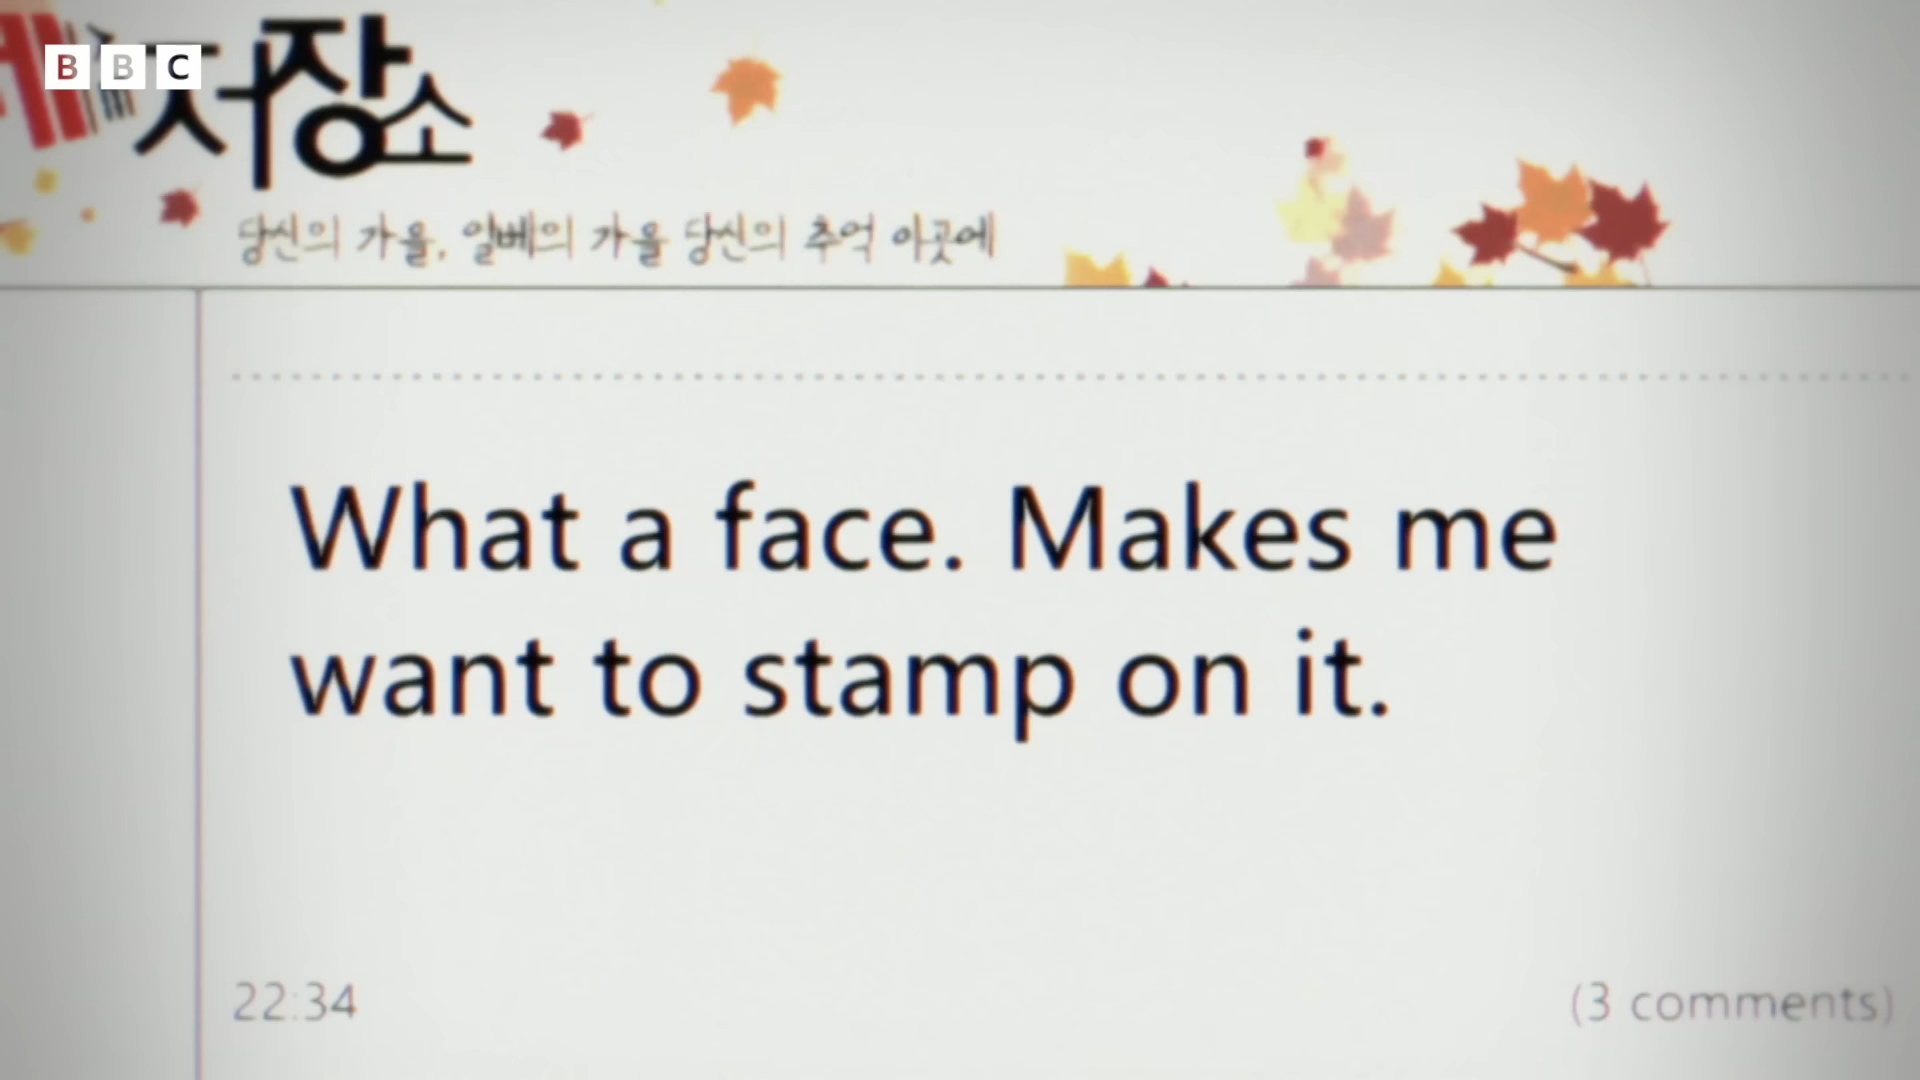 BBC
베 저장소
당신의 가을, 일베의 가을 당신의 추억 이곳에
What a face. Makes me
want to stamp on it.
22:34
(3 comments)